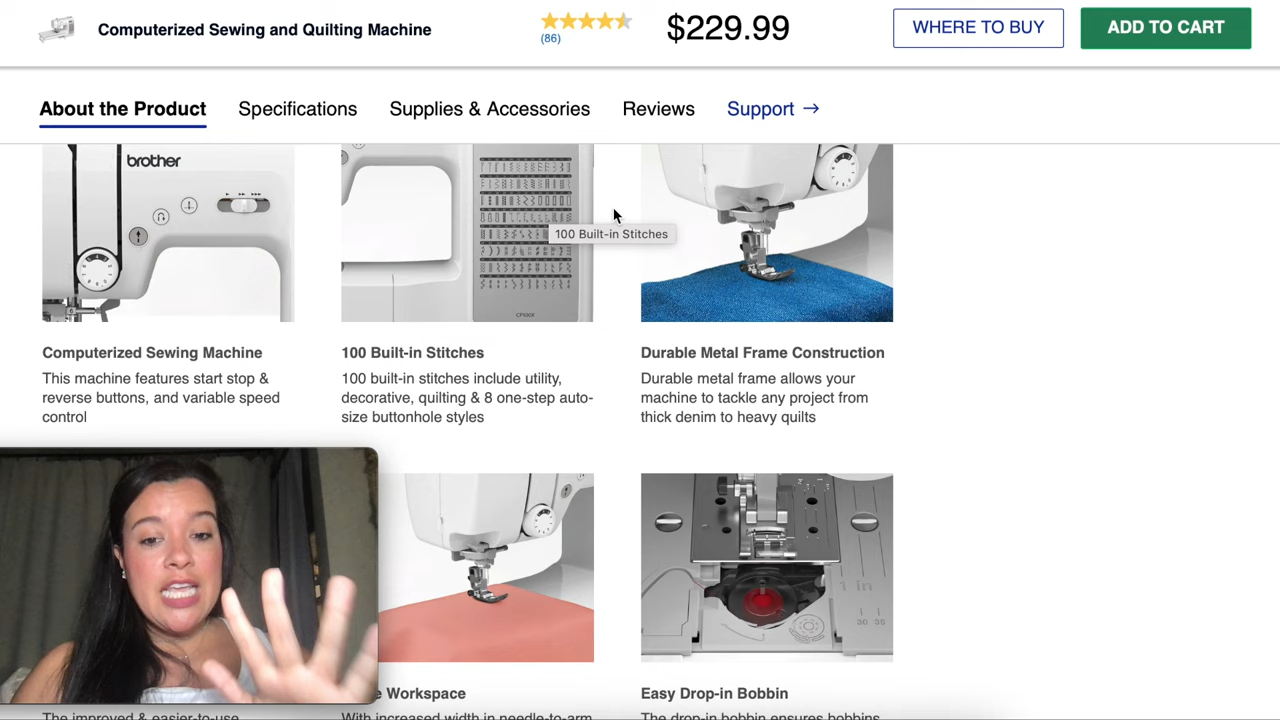 Computerized Sewing and Quilting Machine
(86)
$229.99
WHERE TO BUY
ADD TO CART
About the Product
Specifications
Supplies & Accessories
Reviews
Support →
brother
100 Built-in Stitches
Computerized Sewing Machine
This machine features start stop &
reverse buttons, and variable speed
control
100 Built-in Stitches
100 built-in stitches include utility,
decorative, quilting & 8 one-step auto-
size buttonhole styles
Durable Metal Frame Construction
Durable metal frame allows your
machine to tackle any project from
thick denim to heavy quilts
1 in
30 35
Workspace
Easy Drop-in Bobbin
The improved & easier-to-use
With increased width in needle-to-arm
The drop-in bobbin ensures bobbins